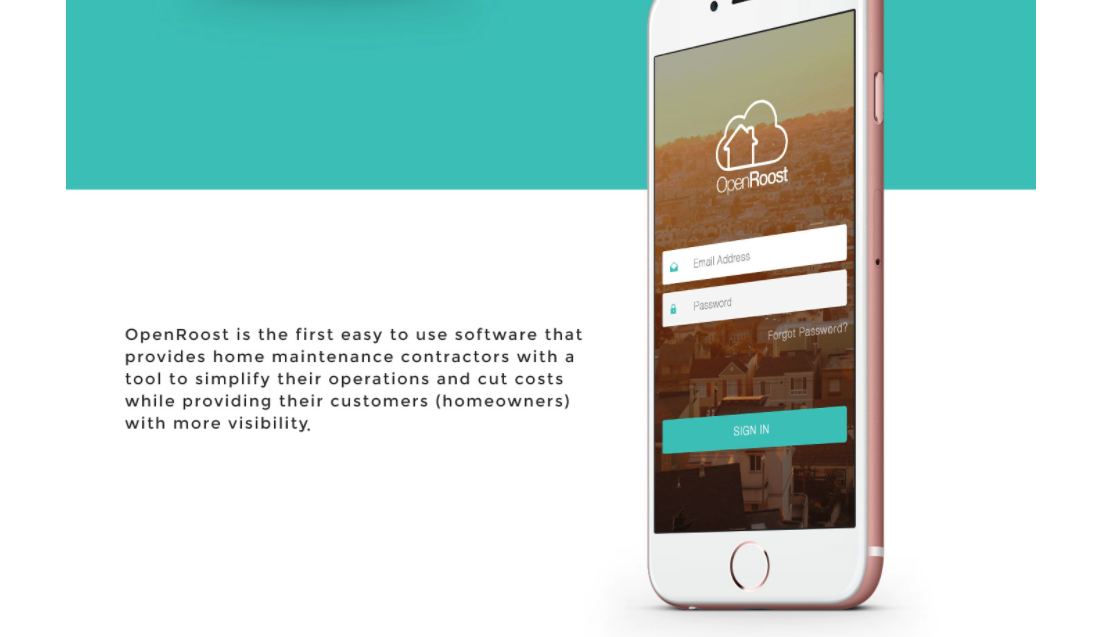 OpenRoost
Email Address
Password
Forgot Password?
SIGN IN
OpenRoost is the first easy to use software that
provides home maintenance contractors with a
tool to simplify their operations and cut costs
while providing their customers (homeowners)
with more visibility.